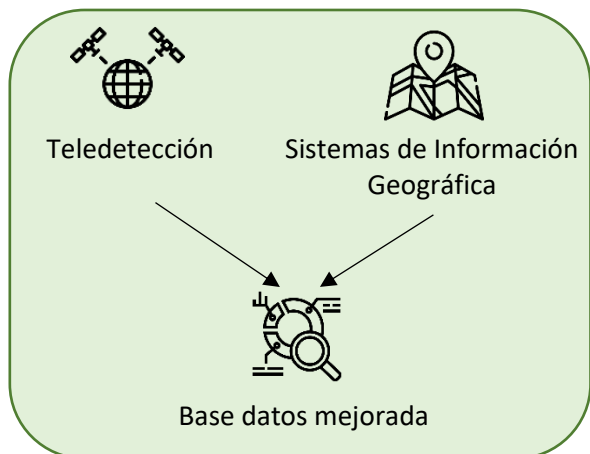 Teledetección
Sistemas de Información
Geográfica
Base datos mejorada